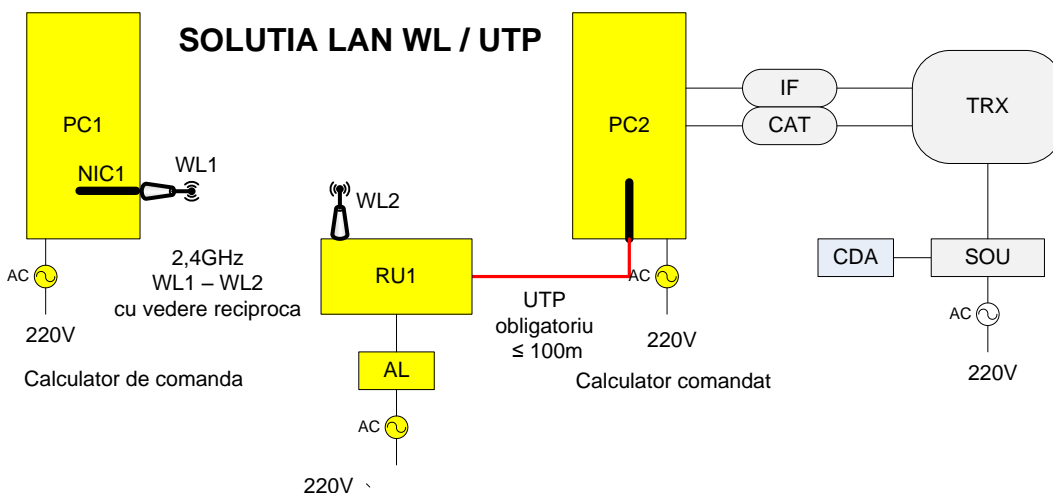 SOLUTIA LAN WL / UTP
PC1
NIC1
WL1
AC
220V
Calculator de comanda
2,4GHz
WL1 – WL2
cu vedere reciproca
WL2
RU1
AL
AC
220V
UTP
obligatoriu
≤ 100m
PC2
AC
220V
Calculator comandat
IF
CAT
TRX
CDA
SOU
AC
220V